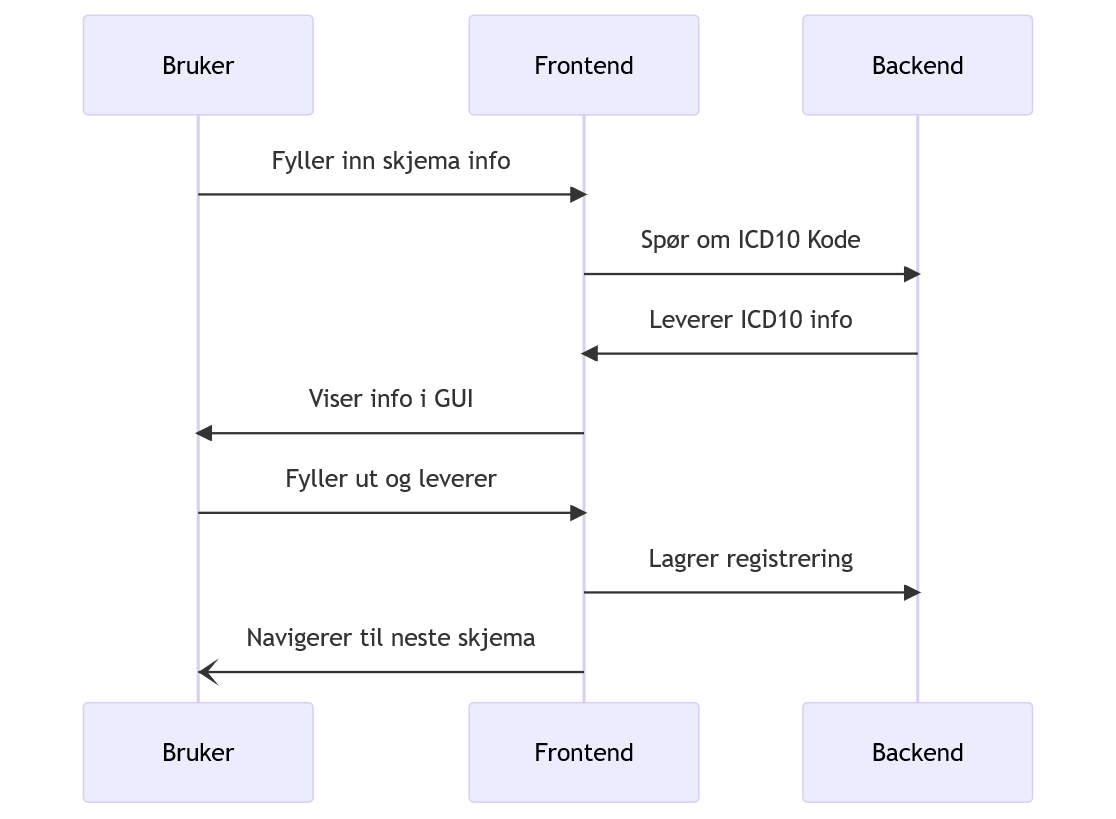 Bruker
Frontend
Backend
Fyller inn skjema info
Spør om ICD10 Kode
Leverer ICD10 info
Viser info i GUI
Fyller ut og leverer
Lagrer registrering
Navigerer til neste skjema
Bruker
Frontend
Backend